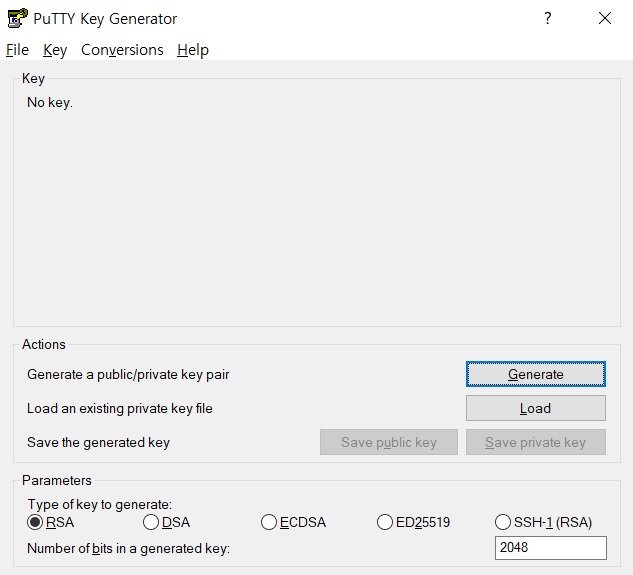 PuTTY Key Generator ?
File Key Conversions Help
Key
No key.
Actions
Generate a public/private key pair Generate
Load an existing private key file Load
Save the generated key Save public key Save private key
Parameters
Type of key to generate:
RSA DSA ECDSA ED25519 SSH-1 (RSA)
Number of bits in a generated key: 2048